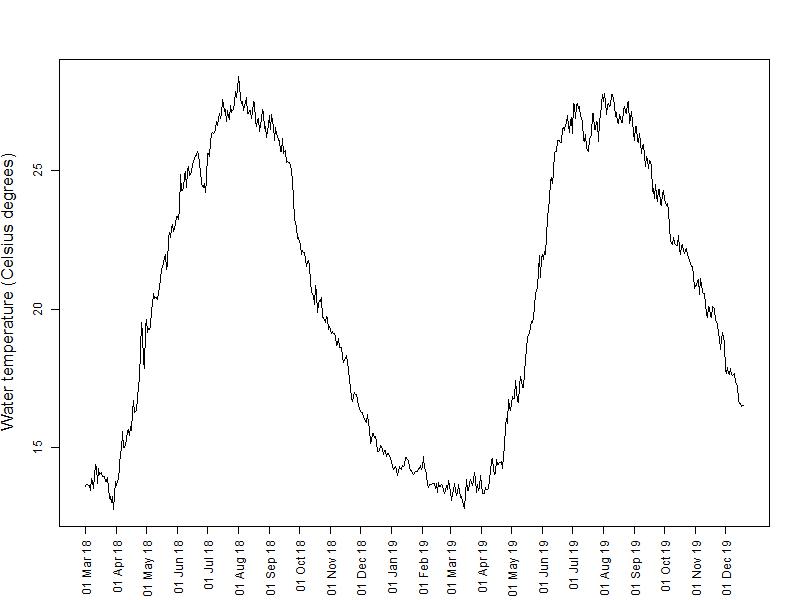 Water temperature (Celsius degrees)
25
20
15
01 Mar 18
01 Apr 18
01 May 18
01 Jun 18
01 Jul 18
01 Aug 18
01 Sep 18
01 Oct 18
01 Nov 18
01 Dec 18
01 Jan 19
01 Feb 19
01 Mar 19
01 Apr 19
01 May 19
01 Jun 19
01 Jul 19
01 Aug 19
01 Sep 19
01 Oct 19
01 Nov 19
01 Dec 19